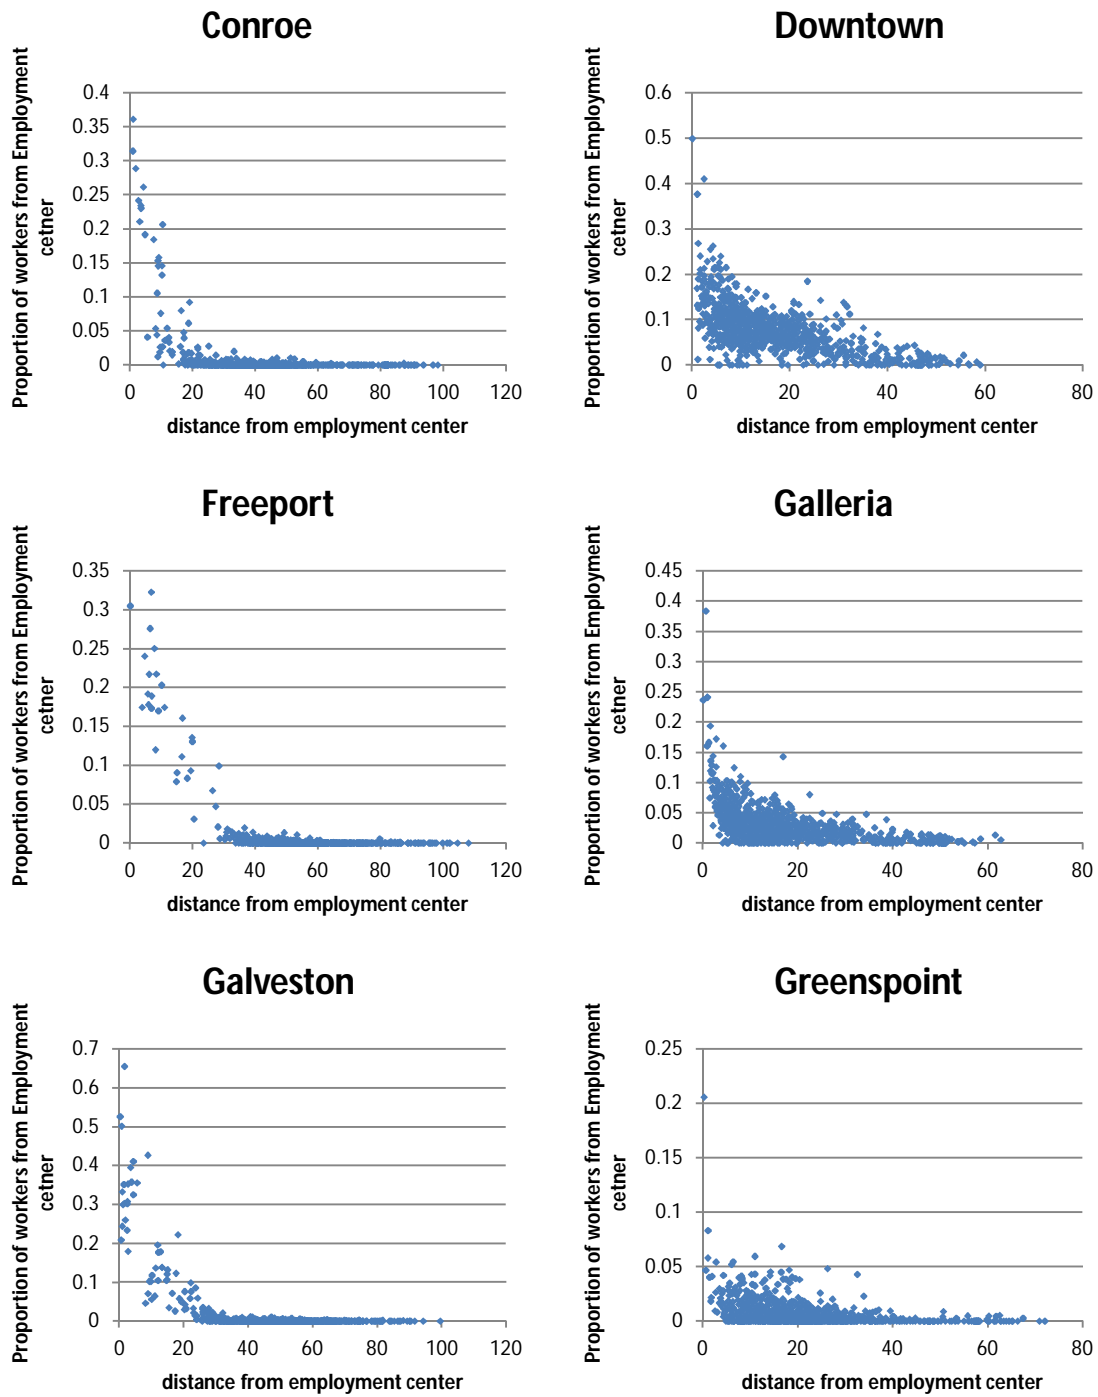 Conroe
Proportion of workers from Employment
cetner
0.4
0.35
0.3
0.25
0.2
0.15
0.1
0.05
0
0 20 40 60 80 100 120
distance from employment center
Downtown
Proportion of workers from Employment
cetner
0.6
0.5
0.4
0.3
0.2
0.1
0
0 20 40 60 80
distance from employment center
Freeport
Proportion of workers from Employment
cetner
0.35
0.3
0.25
0.2
0.15
0.1
0.05
0
0 20 40 60 80 100 120
distance from employment center
Galleria
Proportion of workers from Employment
cetner
0.45
0.4
0.35
0.3
0.25
0.2
0.15
0.1
0.05
0
0 20 40 60 80
distance from employment center
Galveston
Proportion of workers from Employment
cetner
0.7
0.6
0.5
0.4
0.3
0.2
0.1
0
0 20 40 60 80 100 120
distance from employment center
Greenspoint
Proportion of workers from Employment
cetner
0.25
0.2
0.15
0.1
0.05
0
0 20 40 60 80
distance from employment center